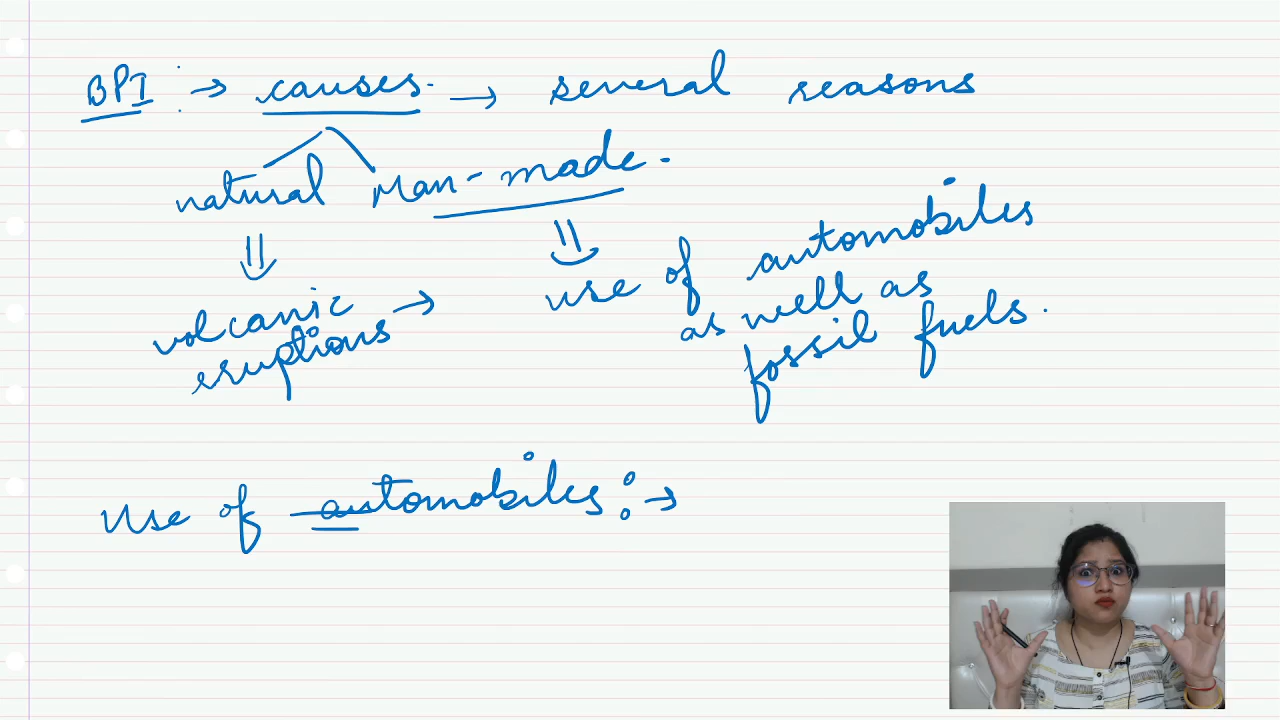 BPI :→ causes. → several reasons
natural Man-made.
⇓ ⇓
volcanic eruptions → use of automobiles
as well as
fossil fuels.
Use of automobiles :→